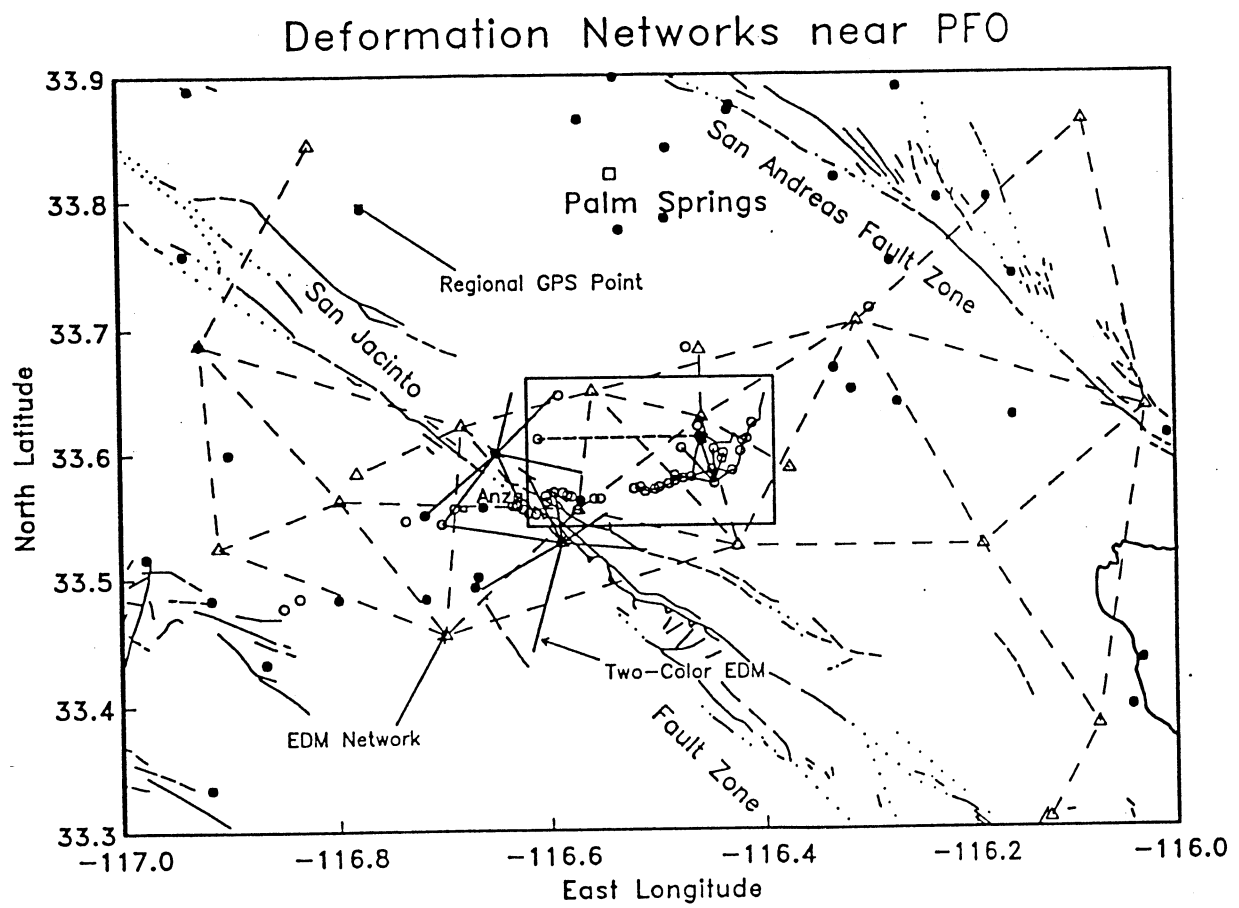 Deformation Networks near PFO
33.9
33.8
33.7
33.6
33.5
33.4
33.3
North Latitude
San Andreas Fault Zone
Palm Springs
Regional GPS Point
San Jacinto
Anza
Two-Color EDM
EDM Network
Fault Zone
-117.0
-116.8
-116.6
-116.4
-116.2
-116.0
East Longitude